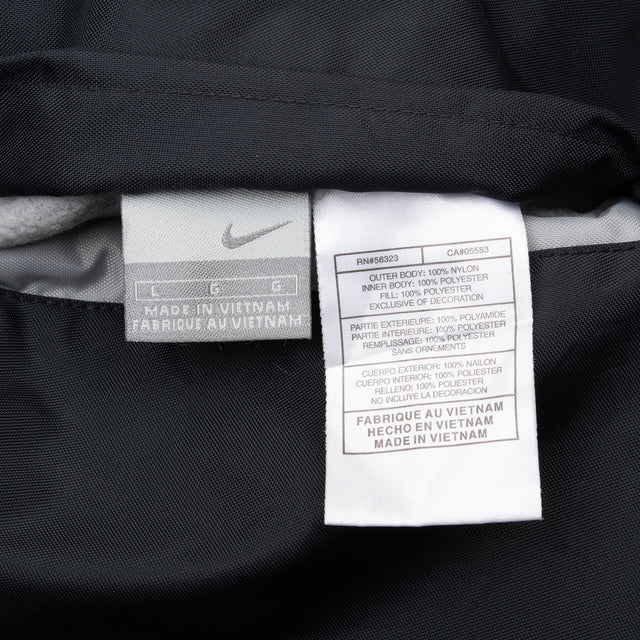 L G G
MADE IN VIETNAM
FABRIQUE AU VIETNAM
RN#56323 CA#05553
OUTER BODY: 100% NYLON
INNER BODY: 100% POLYESTER
FILL: 100% POLYESTER
EXCLUSIVE OF DECORATION
PARTIE EXTERIEURE: 100% POLYAMIDE
PARTIE INTERIEURE: 100% POLYESTER
REMPLISSAGE: 100% POLYESTER
SANS ORNEMENTS
CUERPO EXTERIOR: 100% NAILON
CUERPO INTERIOR: 100% POLIESTER
RELLENO: 100% POLIESTER
NO INCLUYE LA DECORACION
FABRIQUE AU VIETNAM
HECHO EN VIETNAM
MADE IN VIETNAM